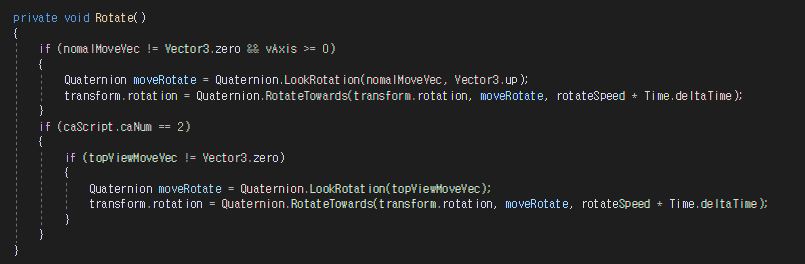 private void Rotate()
{
if (nomalMoveVec != Vector3.zero && vAxis >= 0)
{
Quaternion moveRotate = Quaternion.LookRotation(nomalMoveVec, Vector3.up);
transform.rotation = Quaternion.RotateTowards(transform.rotation, moveRotate, rotateSpeed * Time.deltaTime);
}
if (caScript.caNum == 2)
{
if (topViewMoveVec != Vector3.zero)
{
Quaternion moveRotate = Quaternion.LookRotation(topViewMoveVec);
transform.rotation = Quaternion.RotateTowards(transform.rotation, moveRotate, rotateSpeed * Time.deltaTime);
}
}
}